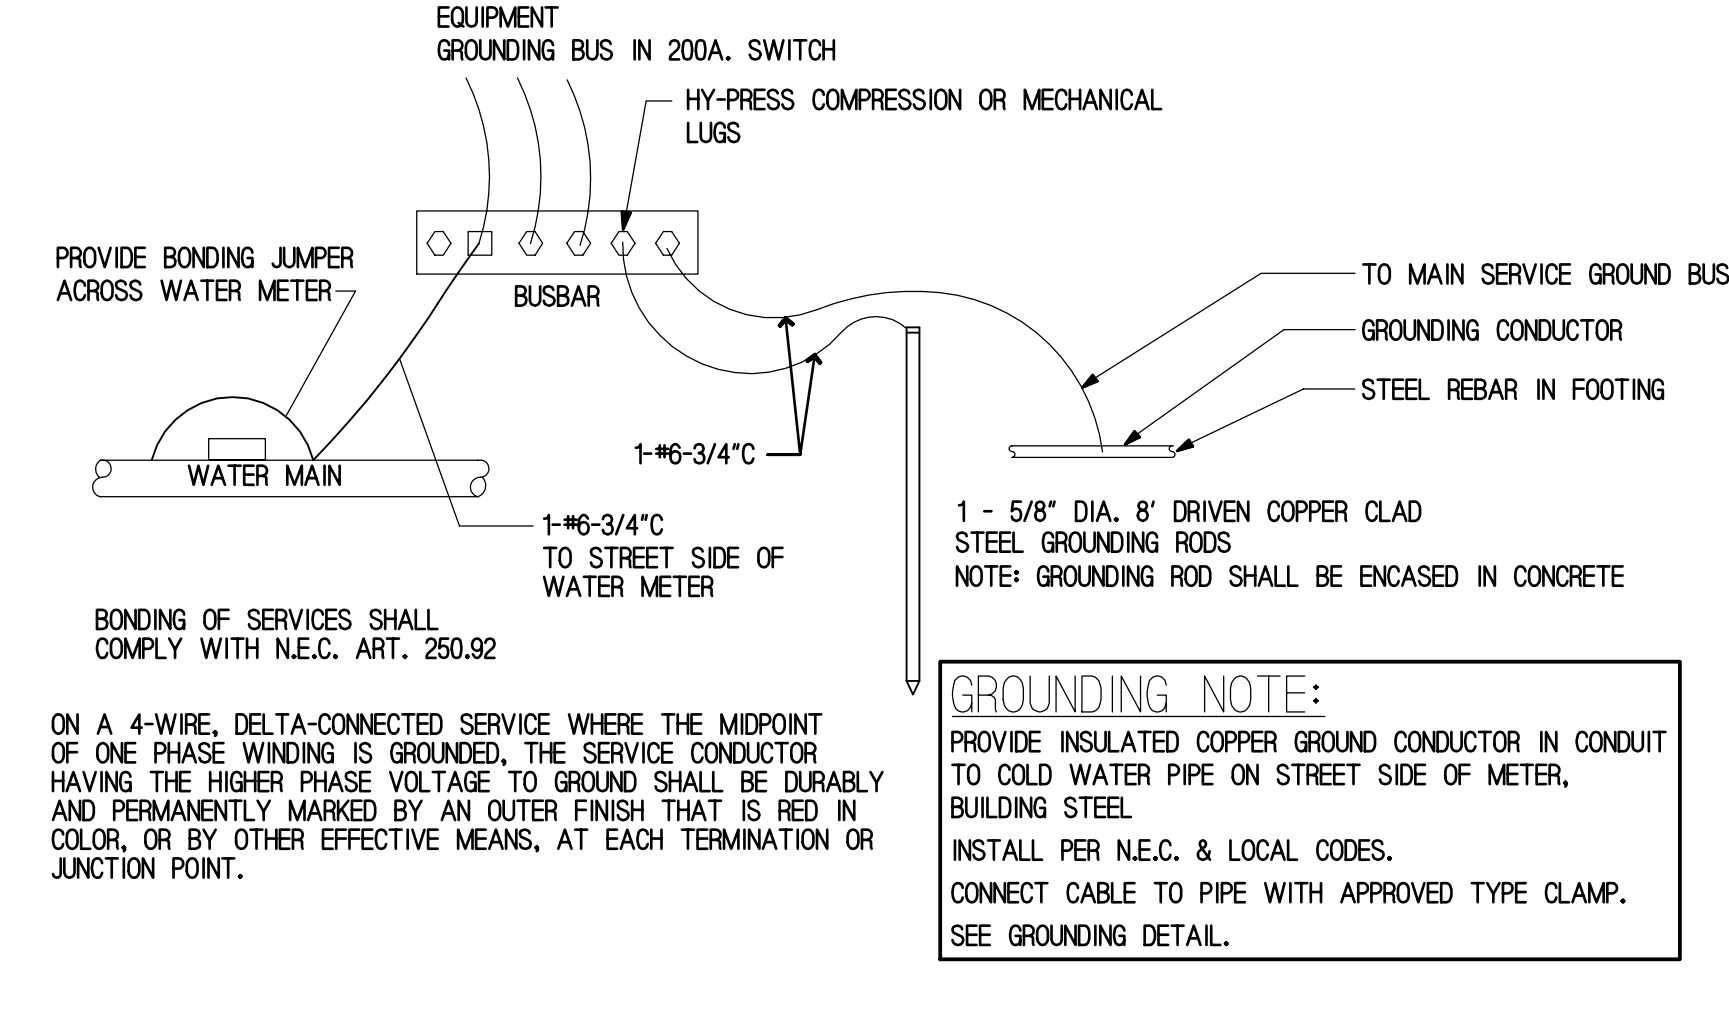 EQUIPMENT
GROUNDING BUS IN 200A. SWITCH
HY-PRESS COMPRESSION OR MECHANICAL
LUGS
PROVIDE BONDING JUMPER
ACROSS WATER METER
BUSBAR
TO MAIN SERVICE GROUND BUS
GROUNDING CONDUCTOR
STEEL REBAR IN FOOTING
1-#6-3/4"C
WATER MAIN
1-#6-3/4"C
TO STREET SIDE OF
WATER METER
1 - 5/8" DIA. 8' DRIVEN COPPER CLAD
STEEL GROUNDING RODS
NOTE: GROUNDING ROD SHALL BE ENCASED IN CONCRETE
BONDING OF SERVICES SHALL
COMPLY WITH N.E.C. ART. 250.92
ON A 4-WIRE, DELTA-CONNECTED SERVICE WHERE THE MIDPOINT
OF ONE PHASE WINDING IS GROUNDED, THE SERVICE CONDUCTOR
HAVING THE HIGHER PHASE VOLTAGE TO GROUND SHALL BE DURABLY
AND PERMANENTLY MARKED BY AN OUTER FINISH THAT IS RED IN
COLOR, OR BY OTHER EFFECTIVE MEANS, AT EACH TERMINATION OR
JUNCTION POINT.
GROUNDING NOTE:
PROVIDE INSULATED COPPER GROUND CONDUCTOR IN CONDUIT
TO COLD WATER PIPE ON STREET SIDE OF METER,
BUILDING STEEL
INSTALL PER N.E.C. & LOCAL CODES.
CONNECT CABLE TO PIPE WITH APPROVED TYPE CLAMP.
SEE GROUNDING DETAIL.